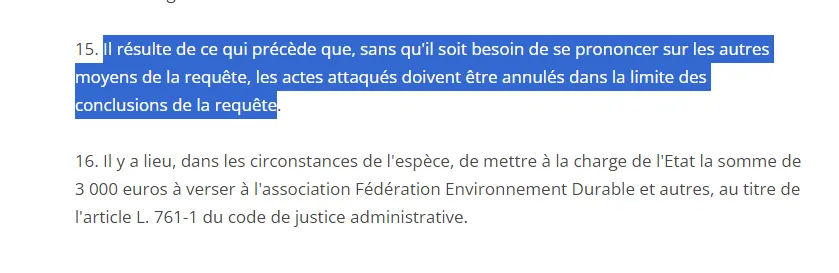 15. Il résulte de ce qui précède que, sans qu'il soit besoin de se prononcer sur les autres
moyens de la requête, les actes attaqués doivent être annulés dans la limite des
conclusions de la requête.
16. Il y a lieu, dans les circonstances de l'espèce, de mettre à la charge de l'Etat la somme de
3 000 euros à verser à l'association Fédération Environnement Durable et autres, au titre de
l'article L. 761-1 du code de justice administrative.